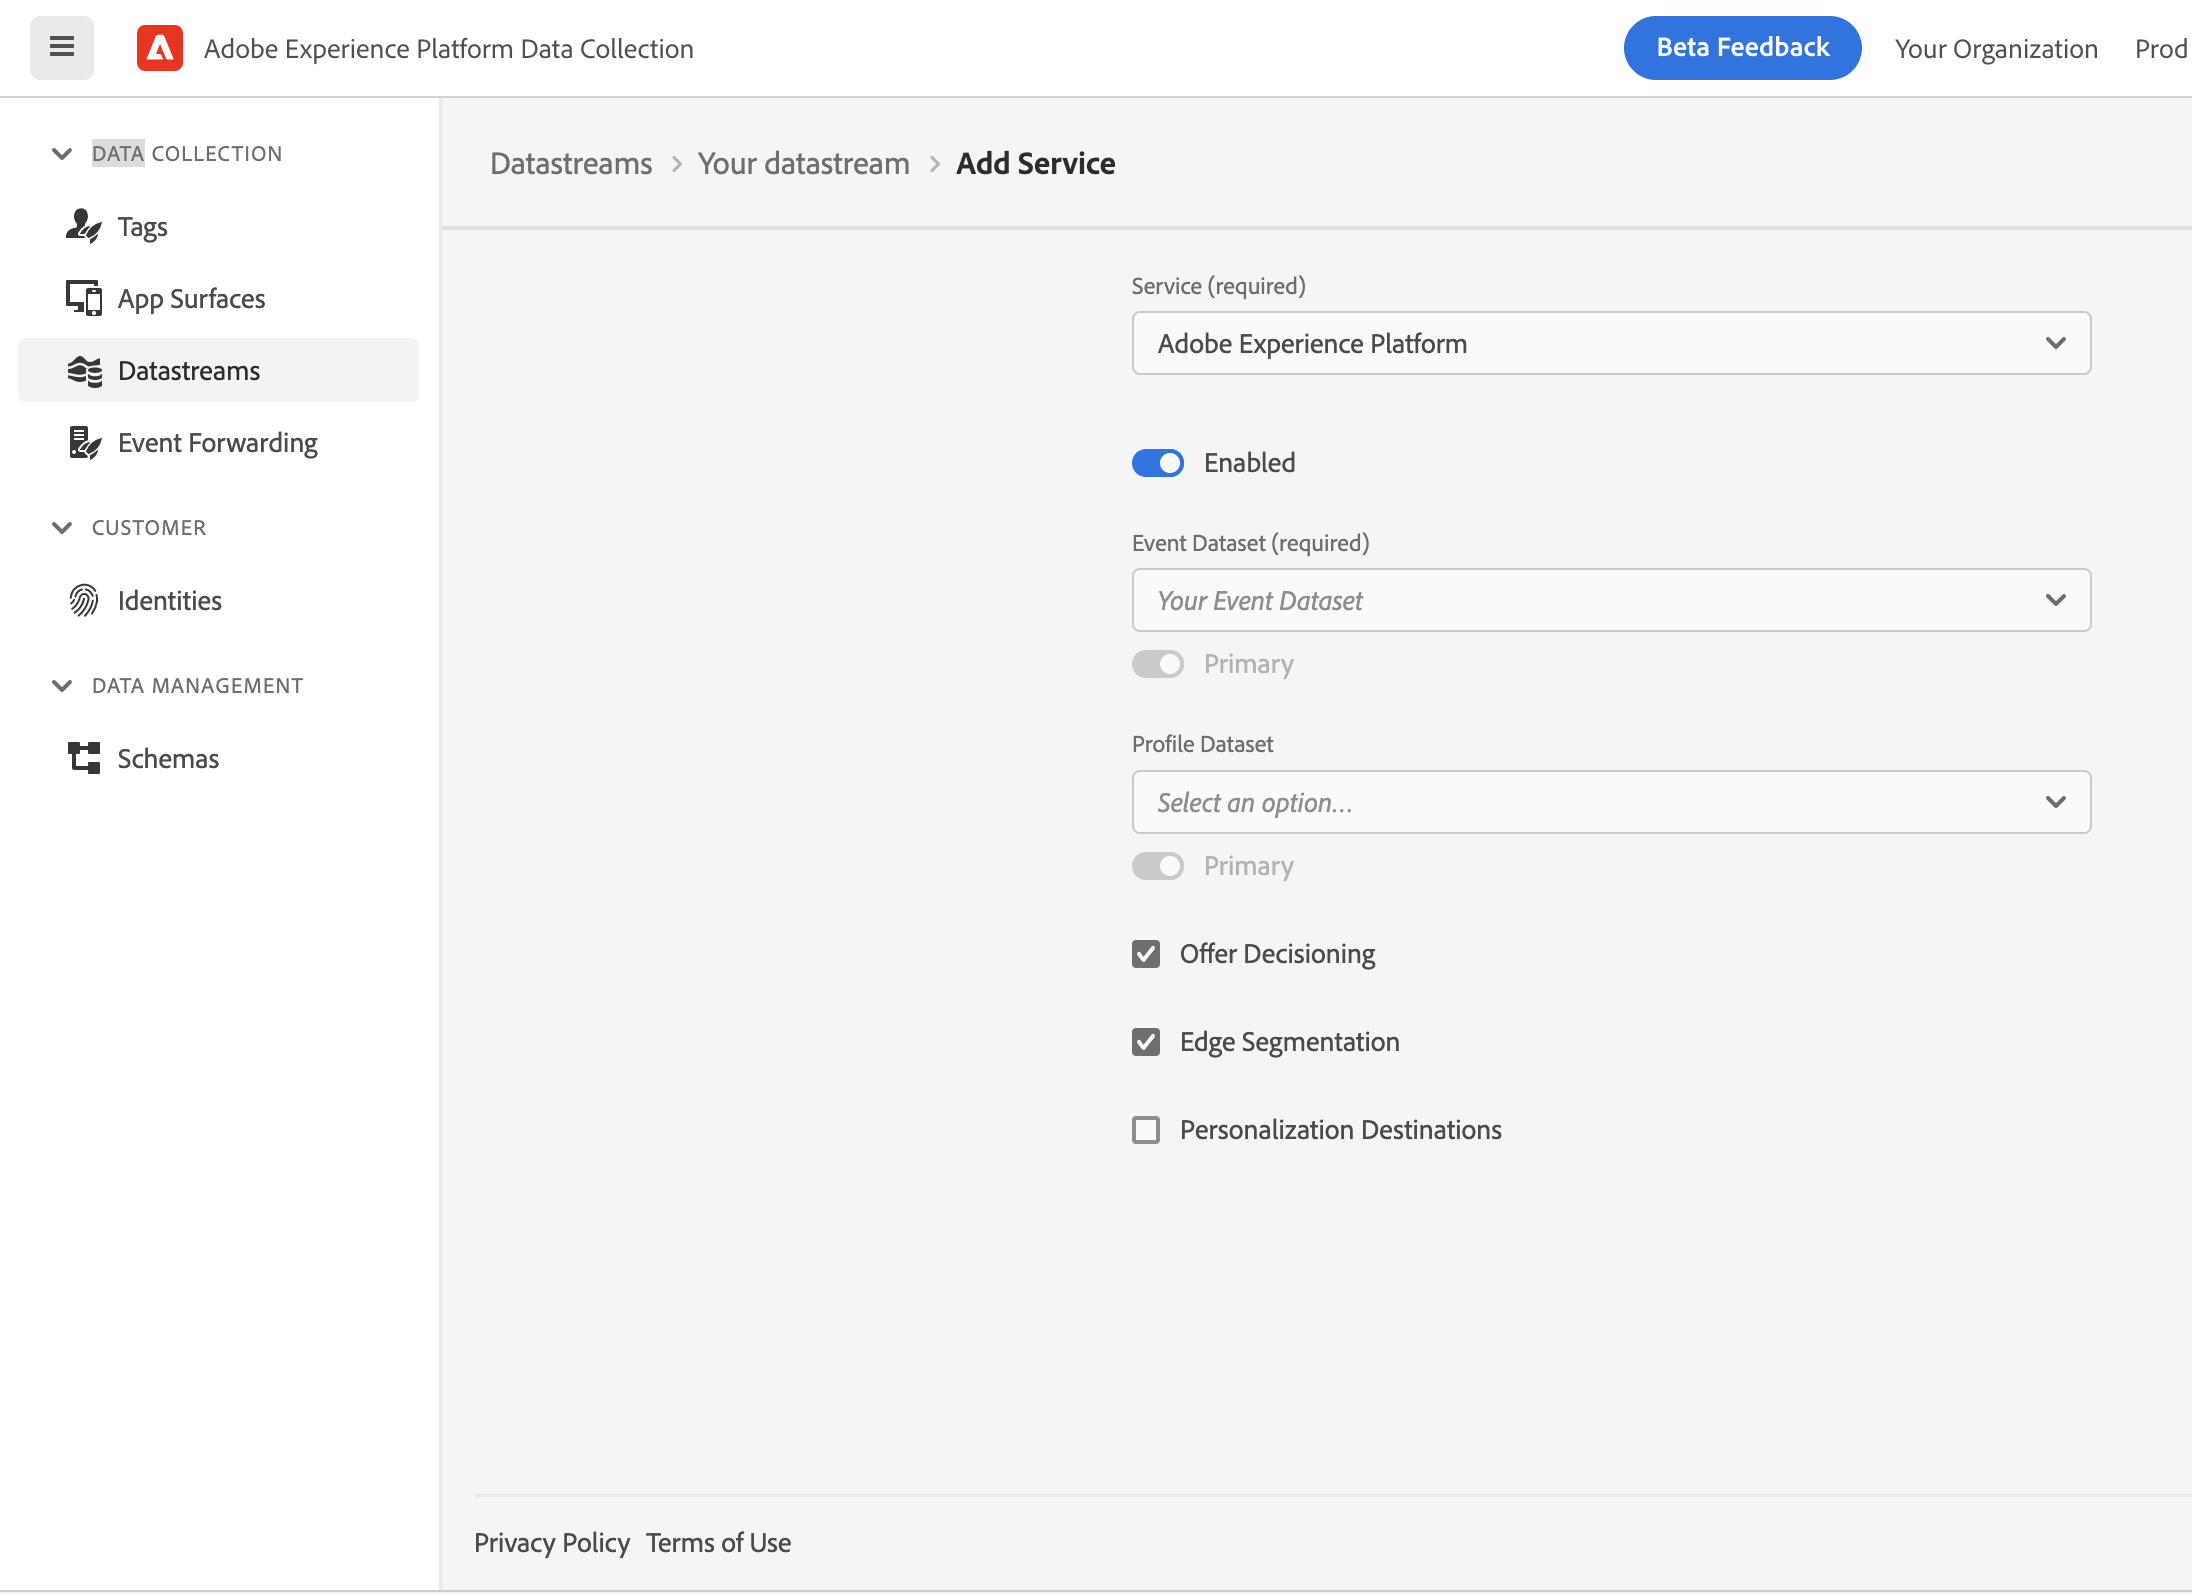 Adobe Experience Platform Data Collection
Beta Feedback
Your Organization
Prod
DATA COLLECTION
Tags
App Surfaces
Datastreams
Event Forwarding
CUSTOMER
Identities
DATA MANAGEMENT
Schemas
Datastreams > Your datastream > Add Service
Service (required)
Adobe Experience Platform
Enabled
Event Dataset (required)
Your Event Dataset
Primary
Profile Dataset
Select an option...
Primary
Offer Decisioning
Edge Segmentation
Personalization Destinations
Privacy Policy Terms of Use